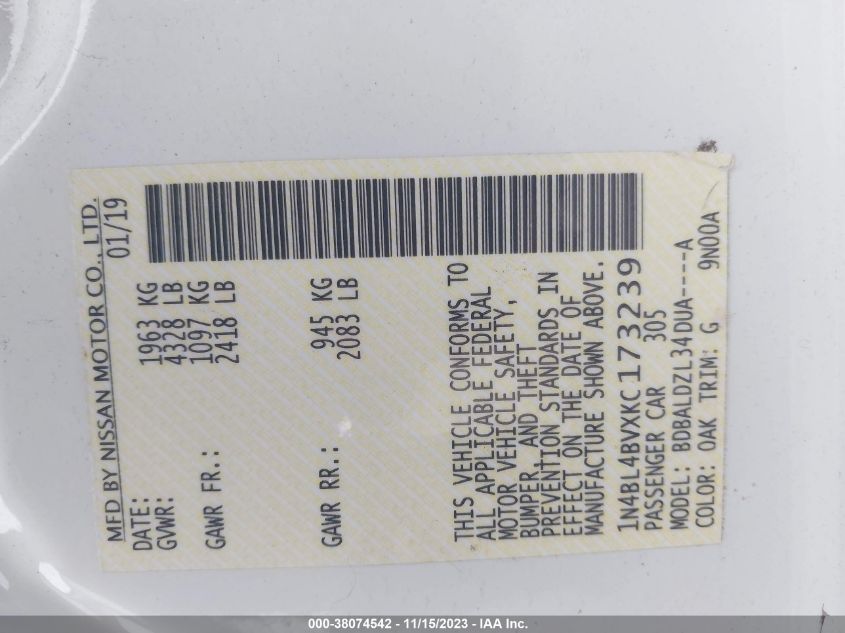 MFD BY NISSAN MOTOR CO., LTD.
DATE: 01/19
GVWR: 1963 KG
4328 LB
GAWR FR.: 1097 KG
2418 LB
GAWR RR.: 945 KG
2083 LB
THIS VEHICLE CONFORMS TO
ALL APPLICABLE FEDERAL
MOTOR VEHICLE SAFETY,
BUMPER, AND THEFT
PREVENTION STANDARDS IN
EFFECT ON THE DATE OF
MANUFACTURE SHOWN ABOVE.
1N4BL4BVXKC173239
PASSENGER CAR 305
MODEL: BDBALDZL34DUA----A
COLOR: QAK TRIM: G 9N00A
000-38074542 - 11/15/2023 - IAA Inc.